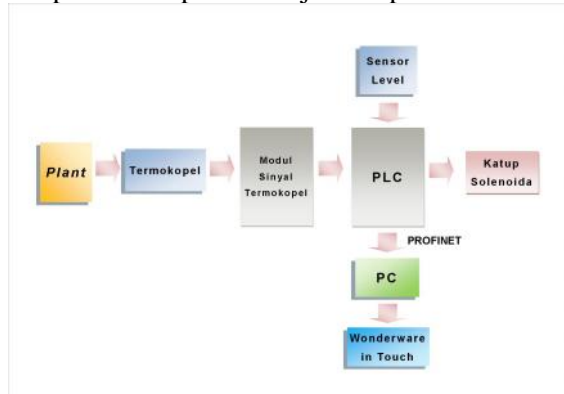 Sensor
Level
Plant
Termokopel
Modul
Sinyal
Termokopel
PLC
Katup
Solenoida
PROFINET
PC
Wonderware
in Touch